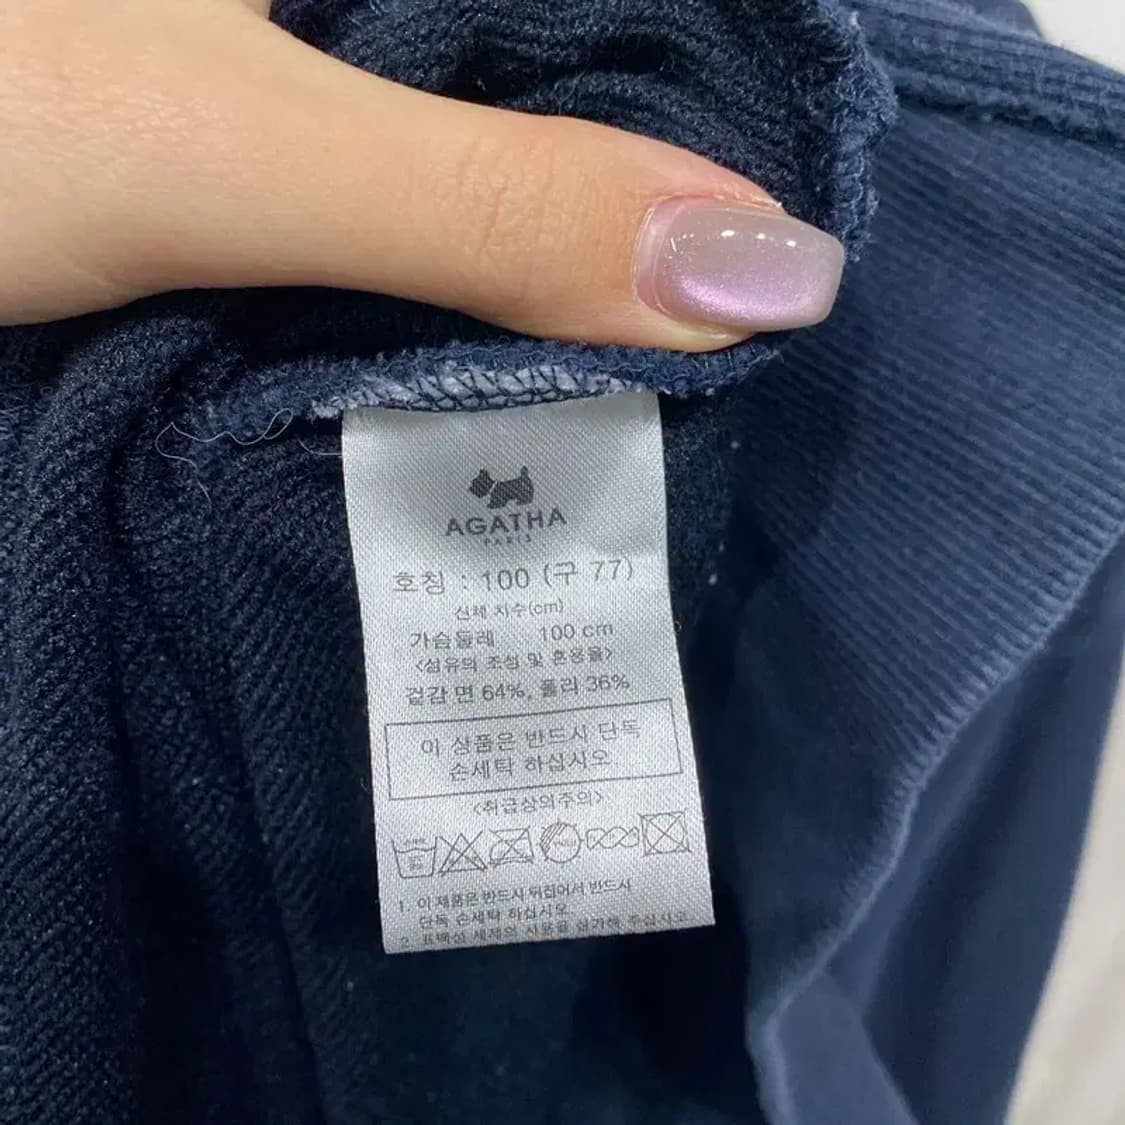 AGATHA
PARIS
호칭 : 100 (구 77)
신체 치수(cm)
가슴둘레 100 cm
<섬유의 조성 및 혼용율>
겉감 면 64%, 폴리 36%
이 상품은 반드시 단독
손세탁 하십시오.
<취급상의주의>
1. 이 제품은 반드시 뒤집어서 반드시
단독 손세탁 하십시오
2. 표백성 세제의 사용을 삼가해 주십시오.